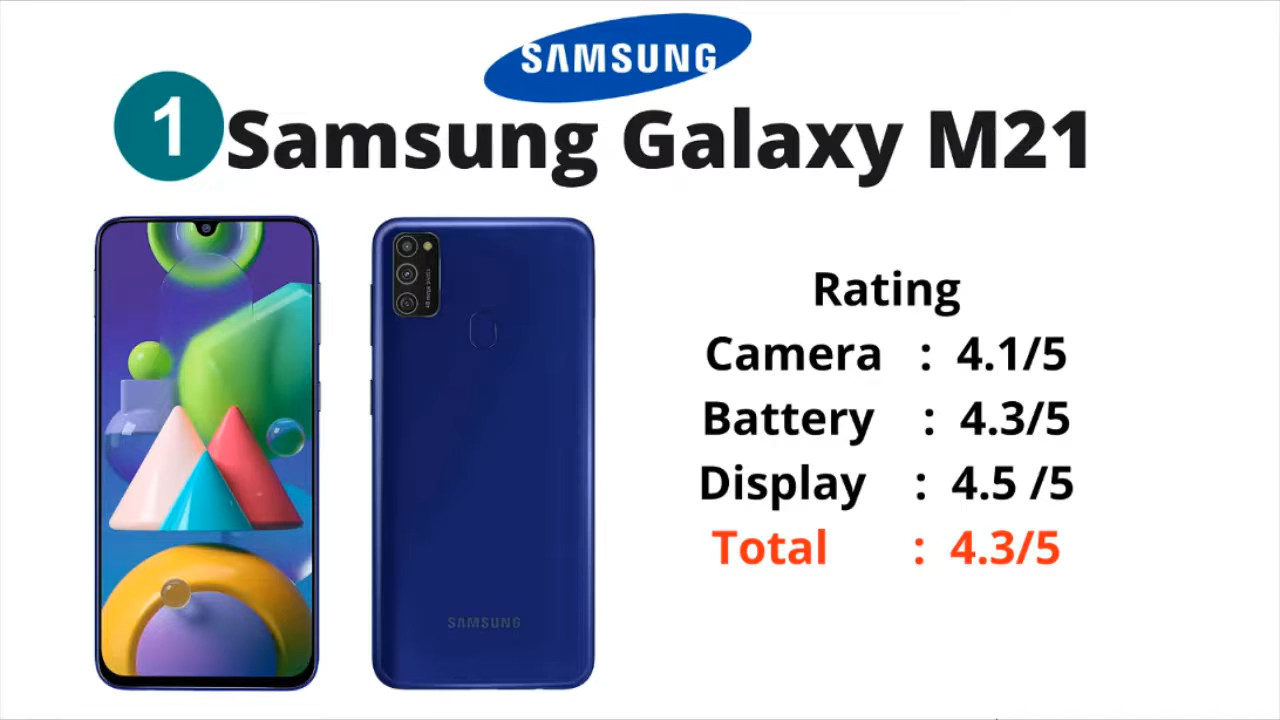 SAMSUNG
1
Samsung Galaxy M21
Rating
Camera : 4.1/5
Battery : 4.3/5
Display : 4.5 /5
Total : 4.3/5
SAMSUNG